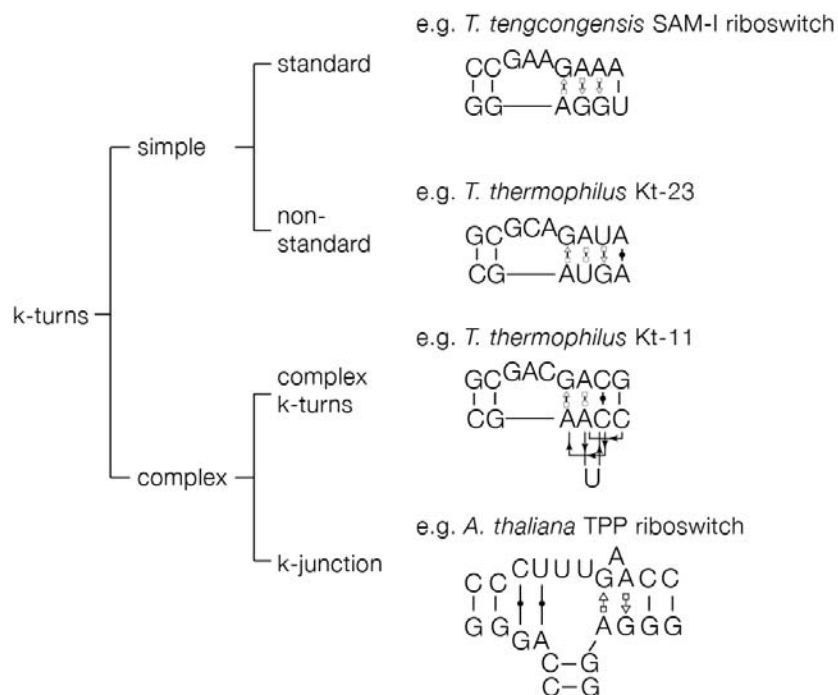 e.g. T. tengcongensis SAM-I riboswitch
standard
CCGAAGAAA
GG AGGU
simple
e.g. T. thermophilus Kt-23
non-
standard
GCGCAGAUA
CG AUGA
k-turns
e.g. T. thermophilus Kt-11
complex
k-turns
GCGACGACG
CG AACC
U
complex
e.g. A. thaliana TPP riboswitch
k-junction
A
CCCUUUGACC
GGGA AGGG
C–G
C–G